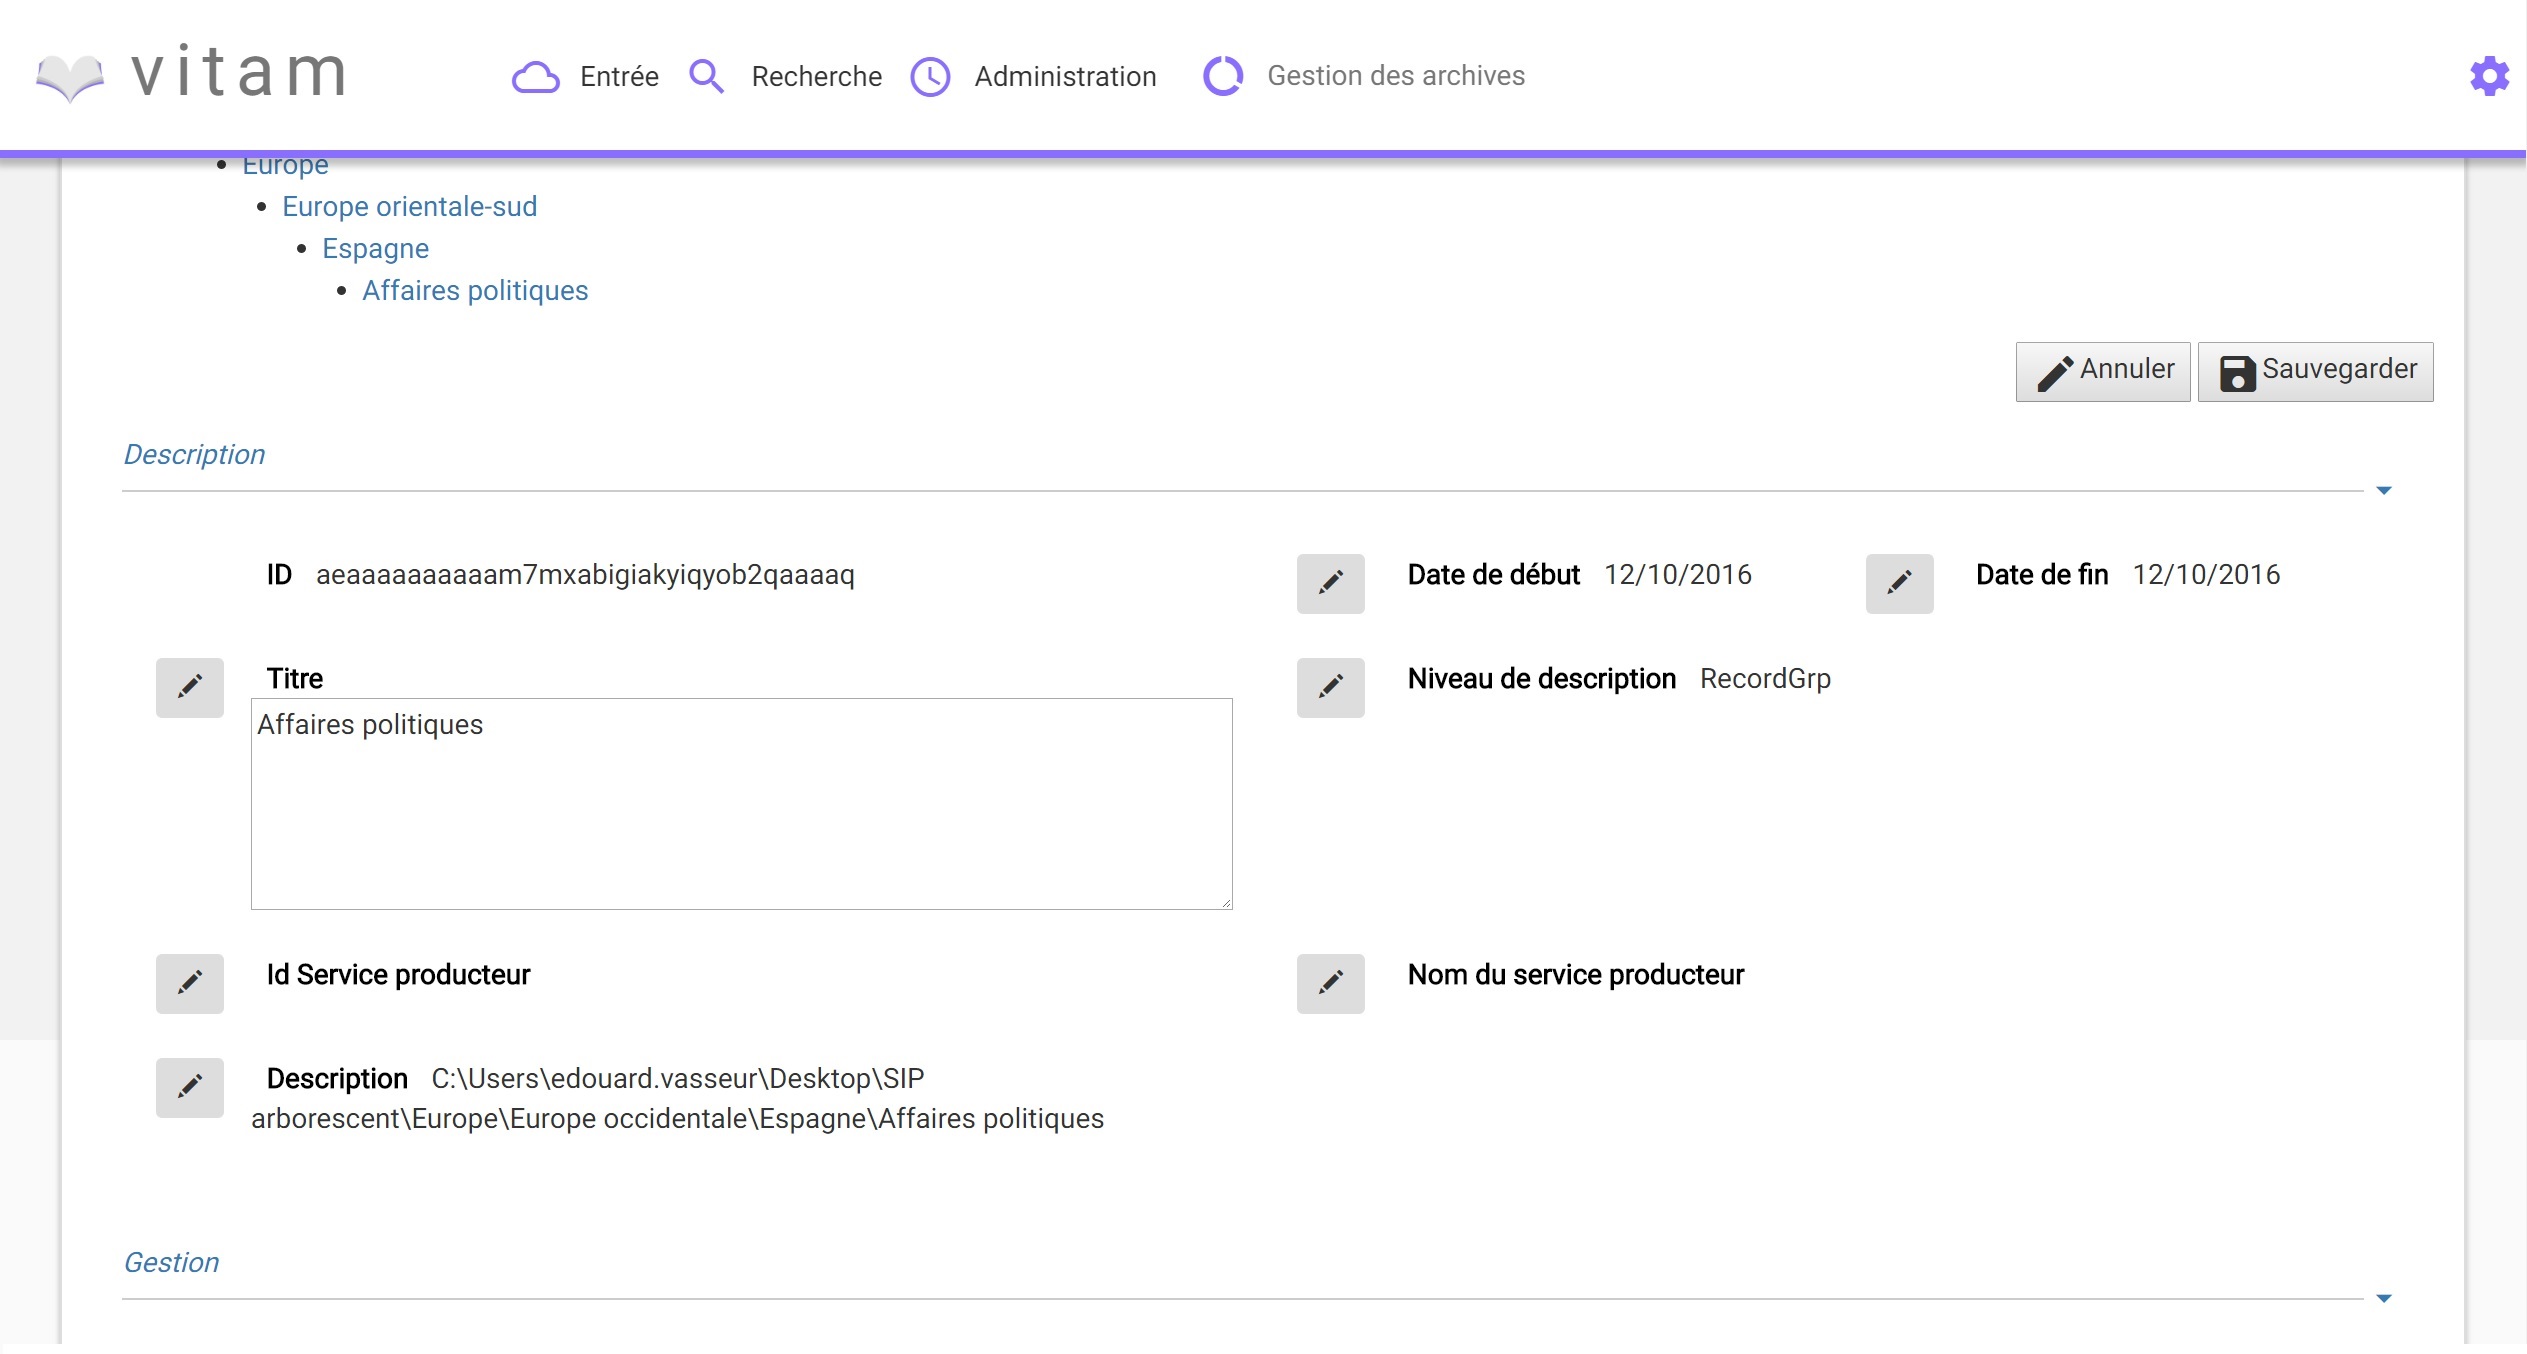 vitam
Entrée Recherche Administration Gestion des archives
Europe
Europe orientale-sud
Espagne
Affaires politiques
Annuler Sauvegarder
Description
ID aeaaaaaaaaaam7mxabigiakyiqyob2qaaaaq Date de début 12/10/2016 Date de fin 12/10/2016
Titre Niveau de description RecordGrp
Affaires politiques
Id Service producteur Nom du service producteur
Description C:\Users\edouard.vasseur\Desktop\SIP
arborescent\Europe\Europe occidentale\Espagne\Affaires politiques
Gestion